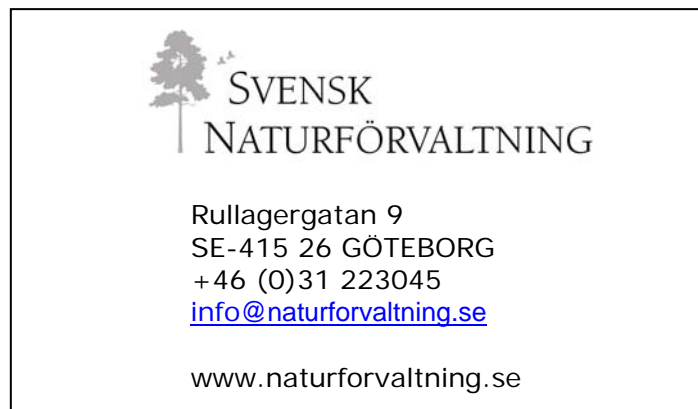 SVENSK
NATURFÖRVALTNING
Rullagergatan 9
SE-415 26 GÖTEBORG
+46 (0)31 223045
info@naturforvaltning.se
www.naturforvaltning.se